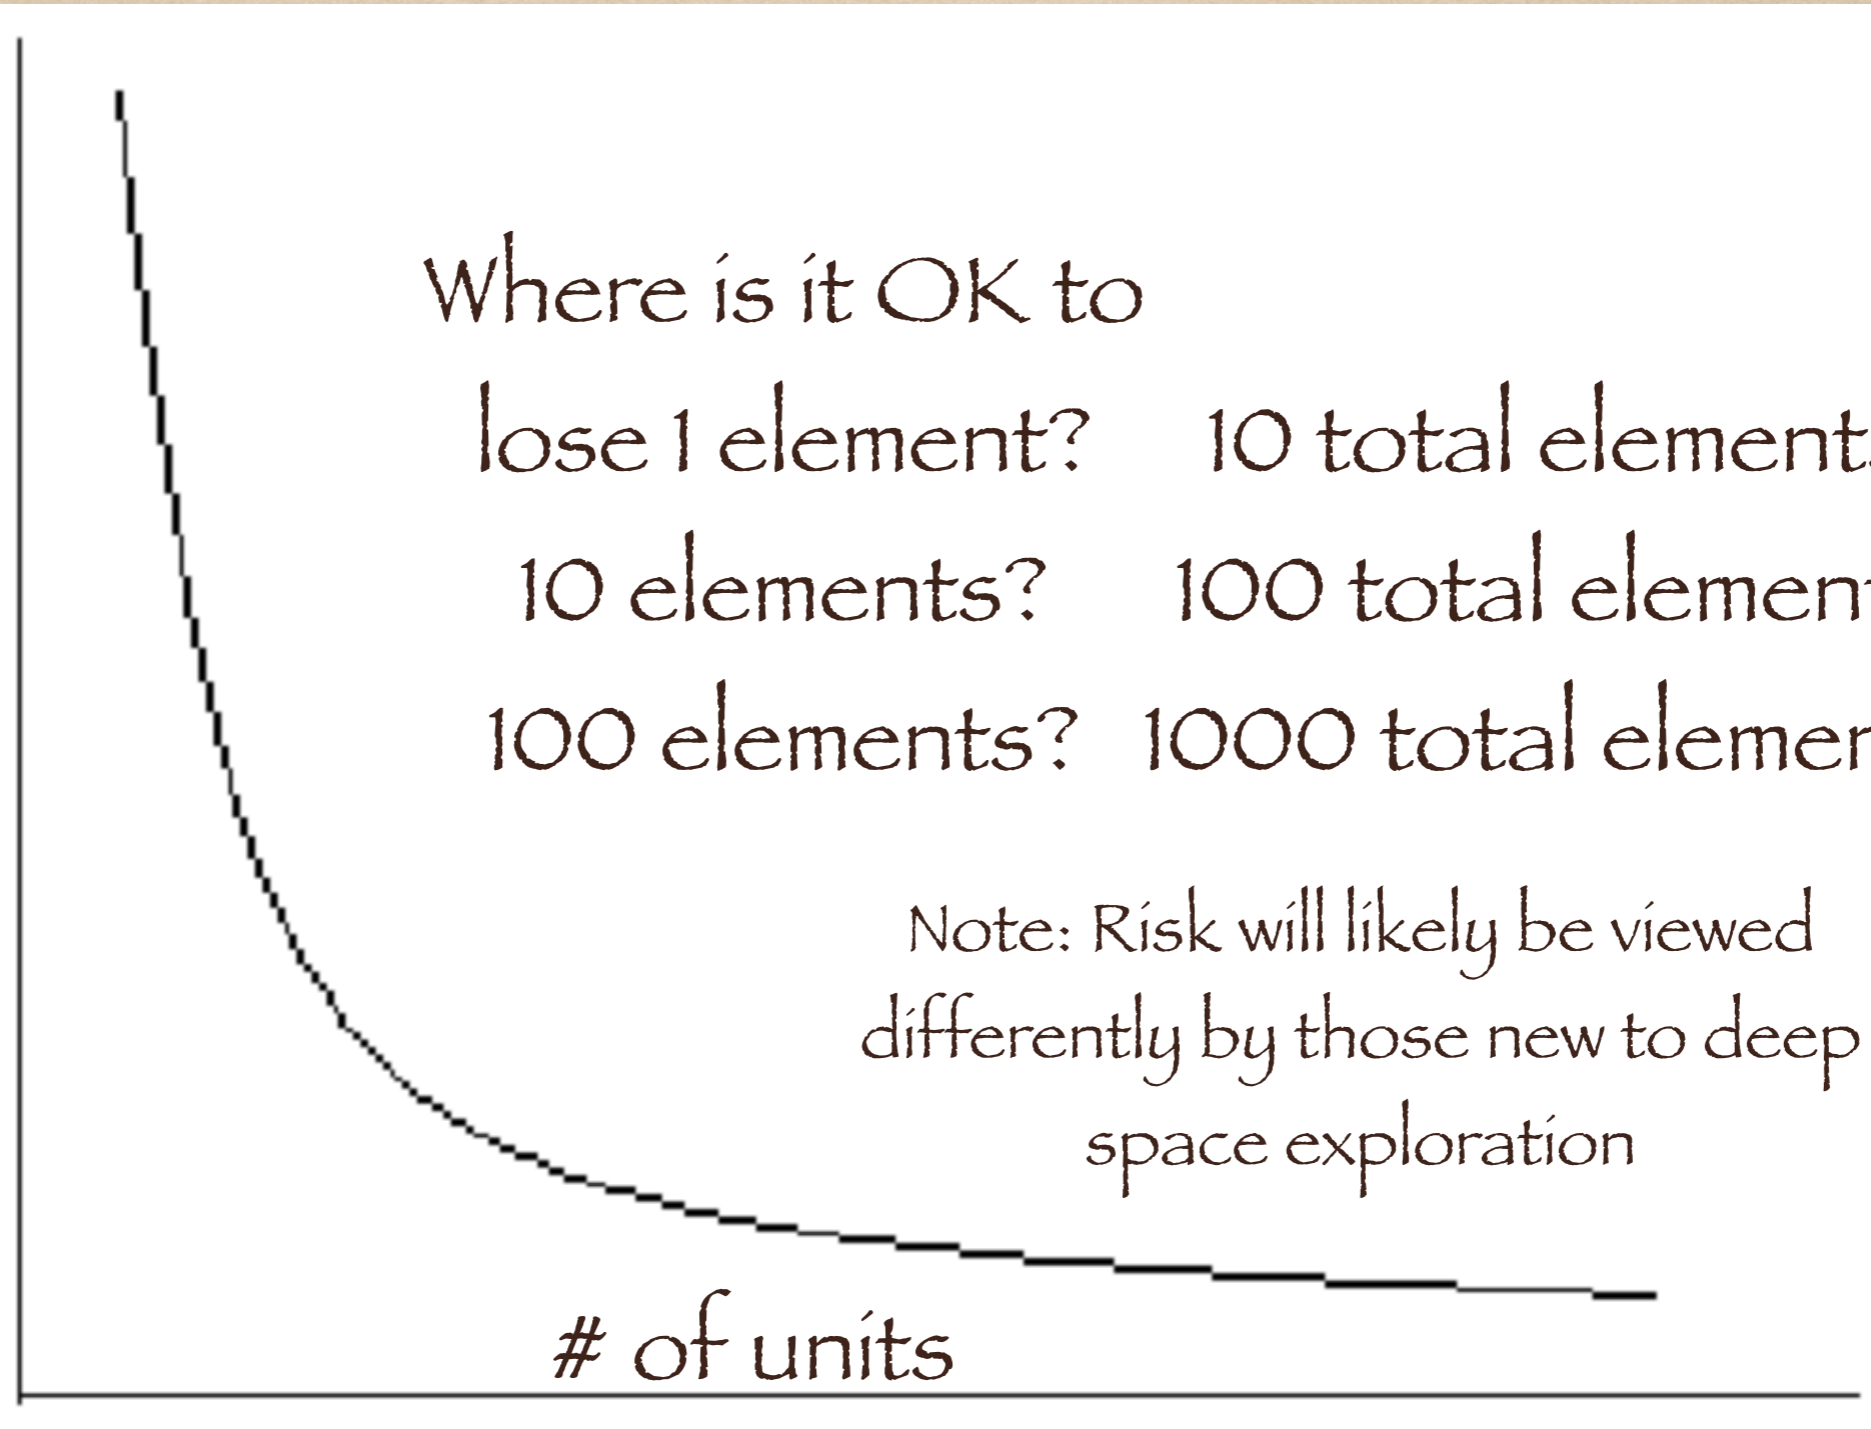 Where is it OK to
lose 1 element? 10 total element
10 elements? 100 total elemen
100 elements? 1000 total elemen
Note: Risk will likely be viewed
differently by those new to deep
space exploration
# of units